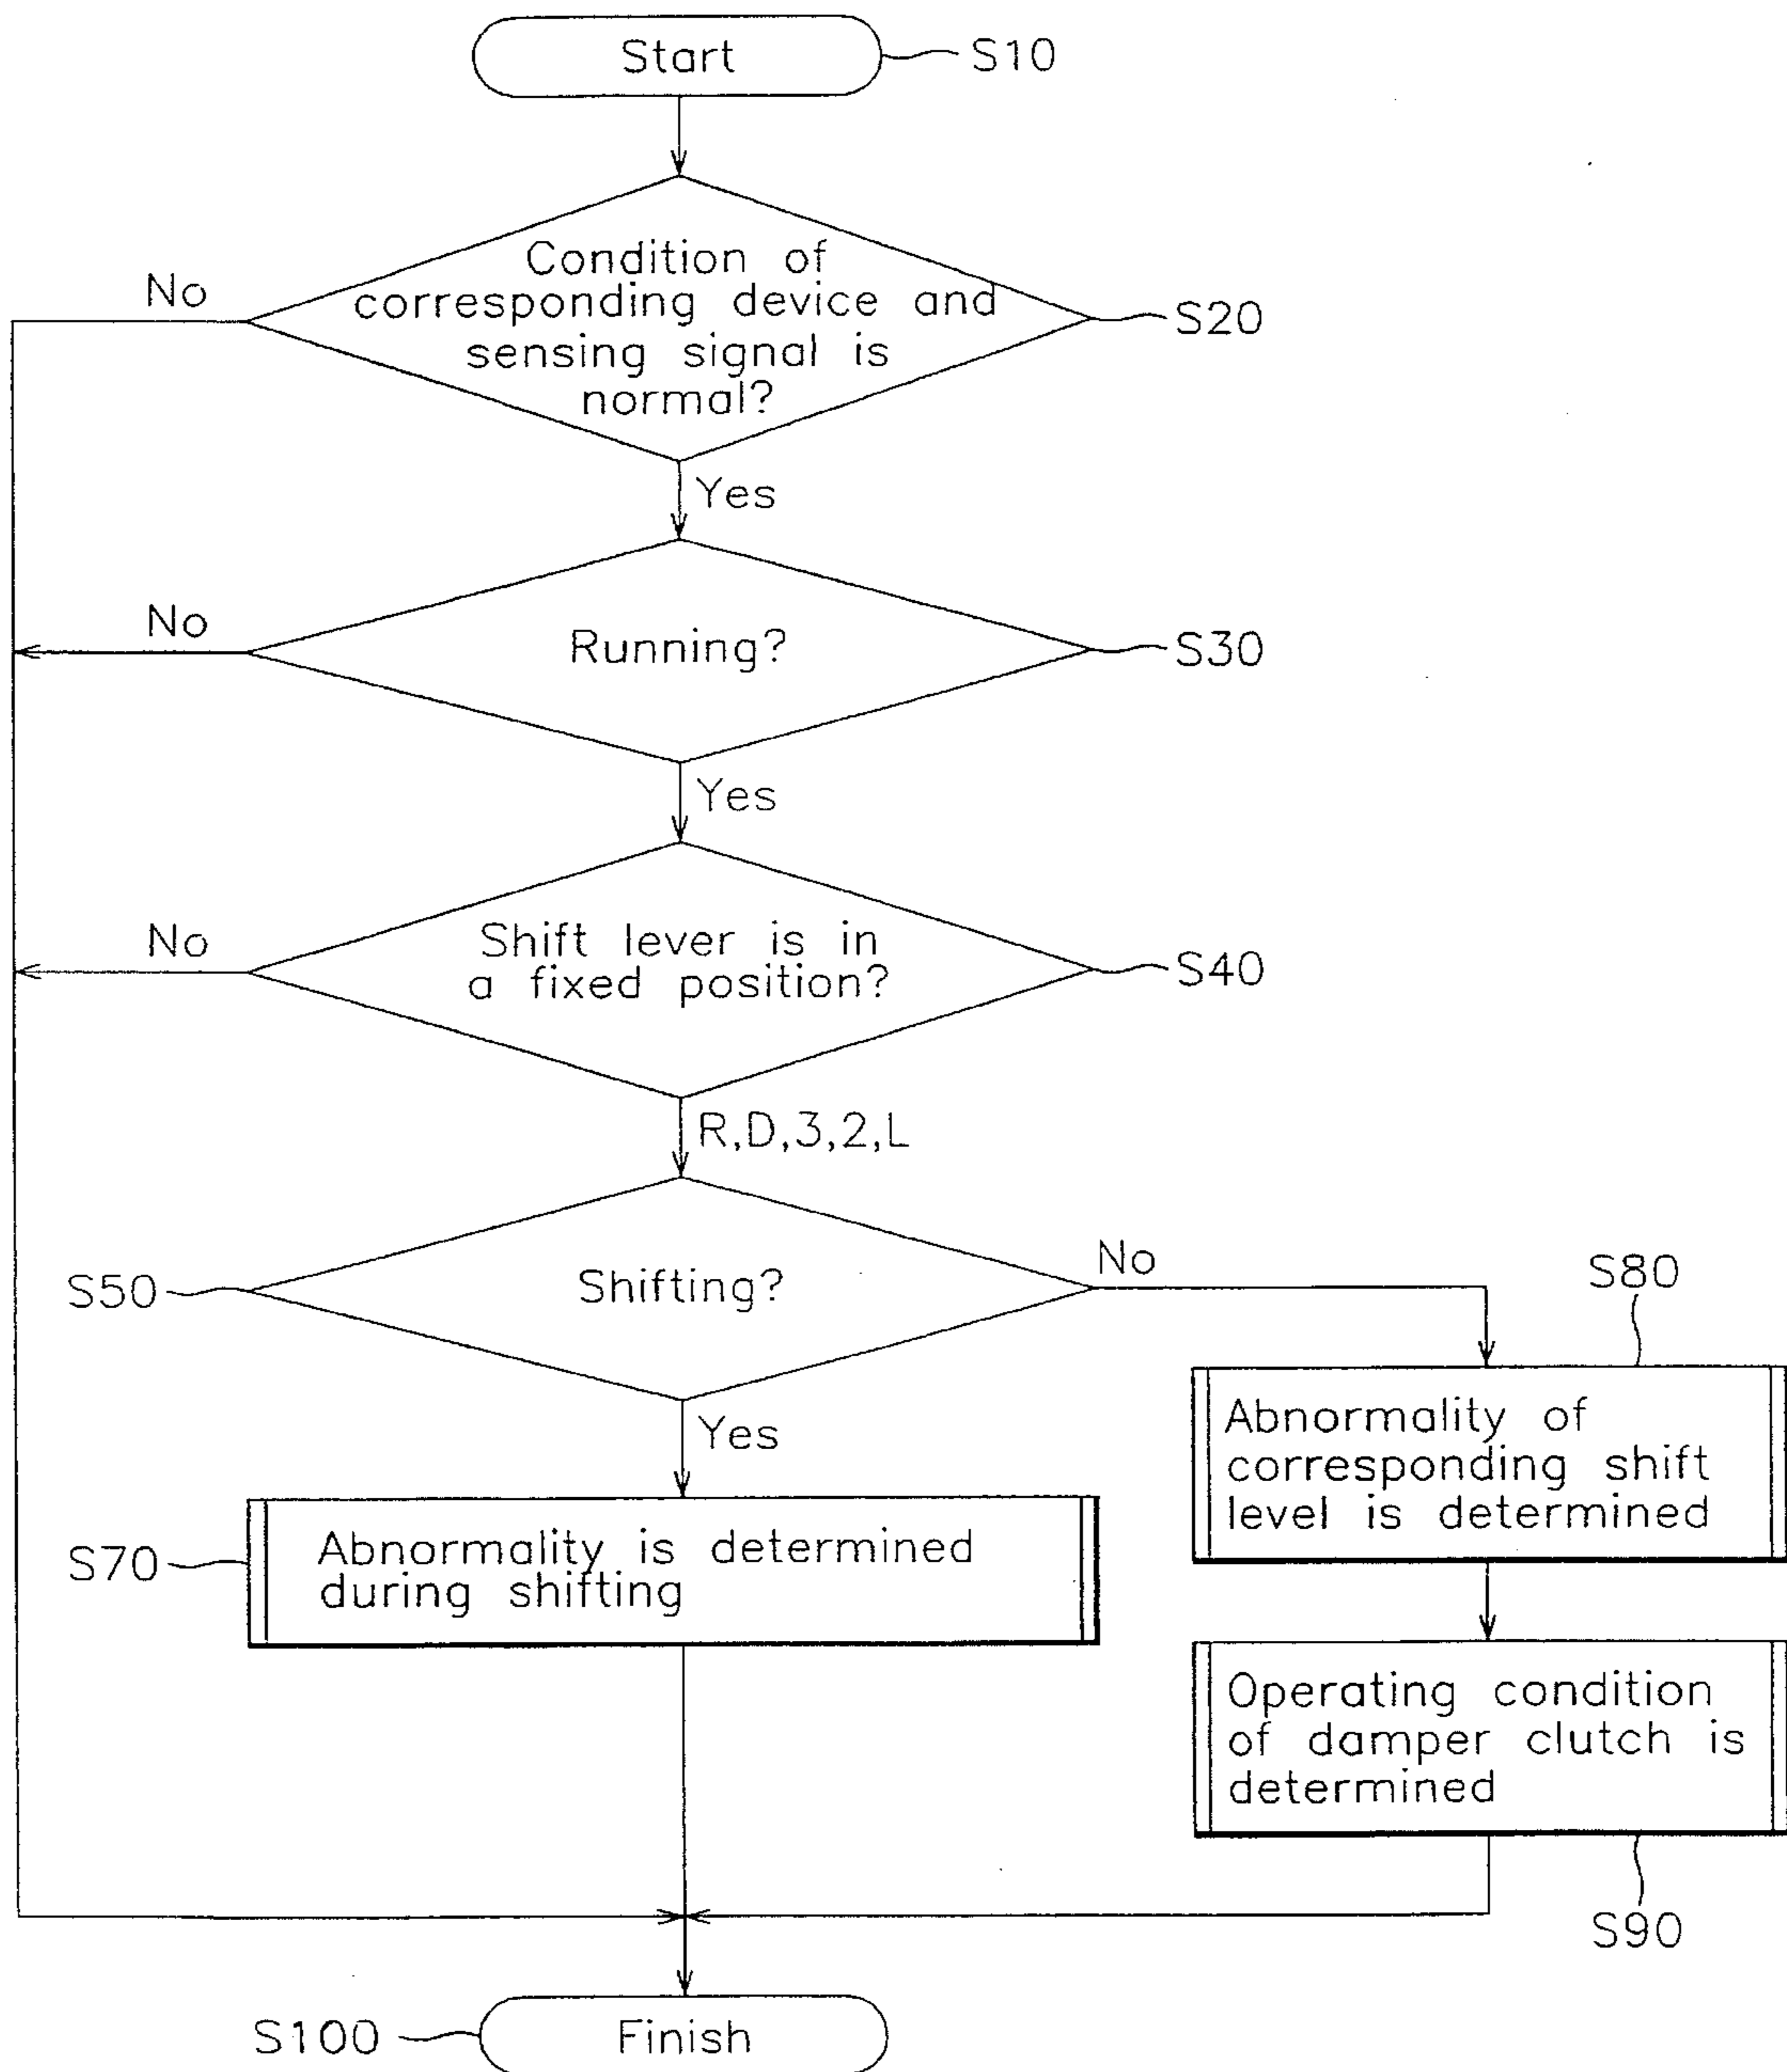 Start
S10
Condition of
corresponding device and
sensing signal is
normal?
No
S20
Yes
Running?
No
S30
Yes
Shift lever is in
a fixed position?
No
S40
R,D,3,2,L
Shifting?
S50
No
S80
Yes
Abnormality of
corresponding shift
level is determined
S70
Abnormality is determined
during shifting
Operating condition
of damper clutch is
determined
S90
S100
Finish